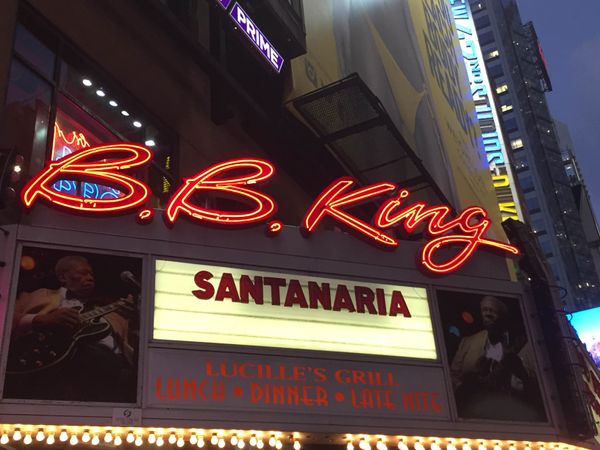 PRIME
B.B. King
SANTANARIA
LUCILLE'S GRILL
LUNCH • DINNER • LATE NITE